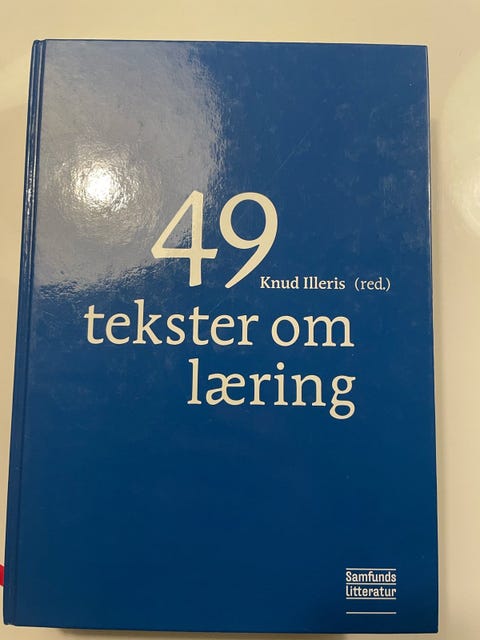 49
Knud Illeris (red.)
tekster om
læring
Samfunds
litteratur